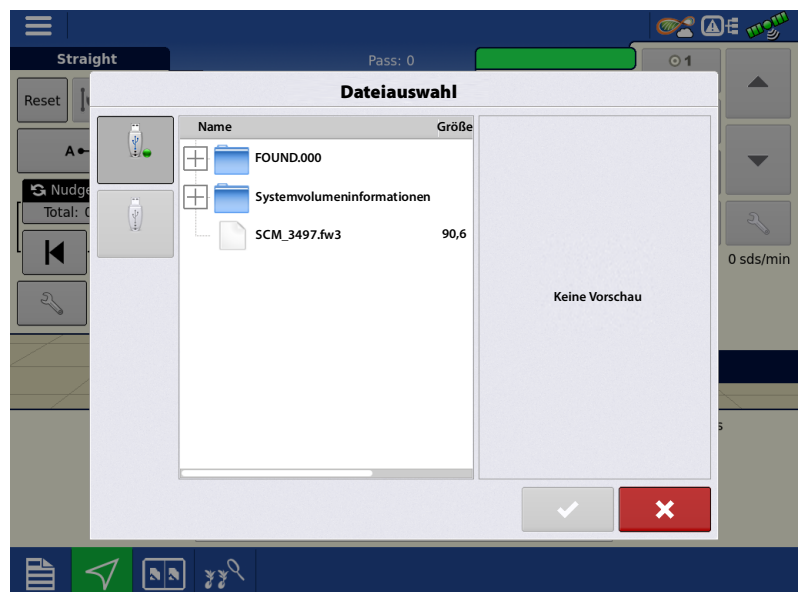 Straight
Pass: 0
1
Dateiauswahl
Reset
Name Größe
A
FOUND.000
Nudge
Systemvolumeninformationen
Total:
SCM_3497.fw3 90,6
0 sds/min
Keine Vorschau
s